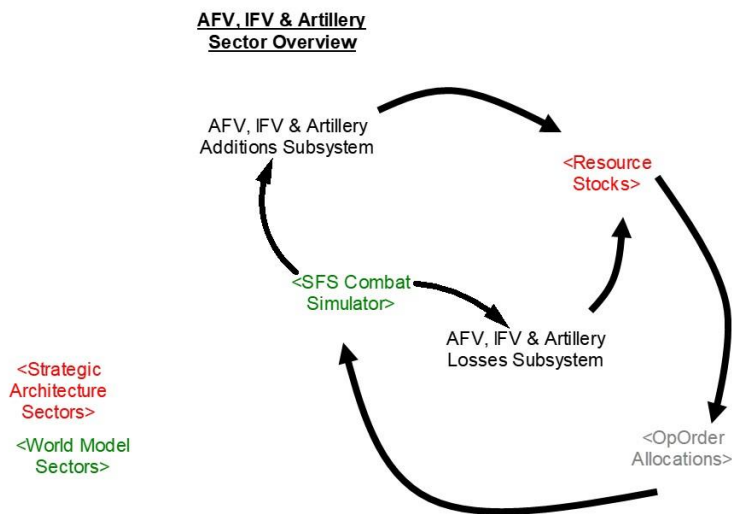 AFV, IFV & Artillery
Sector Overview
AFV, IFV & Artillery
Additions Subsystem
<Resource
Stocks>
<SFS Combat
Simulator>
AFV, IFV & Artillery
Losses Subsystem
<Strategic
Architecture
Sectors>
<World Model
Sectors>
<OpOrder
Allocations>